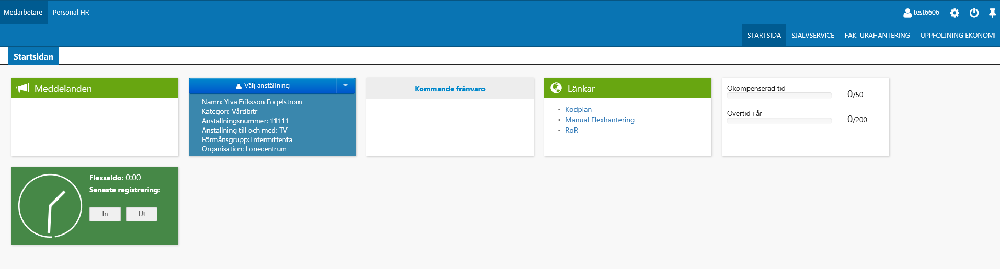 Medarbetare Personal HR test6606
STARTSIDA SJÄLVSERVICE FAKTURAHANTERING UPPFÖLJNING EKONOMI
Startsidan
Meddelanden
Välj anställning
Namn: Ylva Eriksson Fogelström
Kategori: Vårdbitr
Anställningsnummer: 11111
Anställning till och med: TV
Förmånsgrupp: Intermittenta
Organisation: Lönecentrum
Kommande frånvaro
Länkar
Kodplan
Manual Flexhantering
RoR
Okompenserad tid 0/50
Övertid i år 0/200
Flexsaldo: 0:00
Senaste registrering:
In Ut